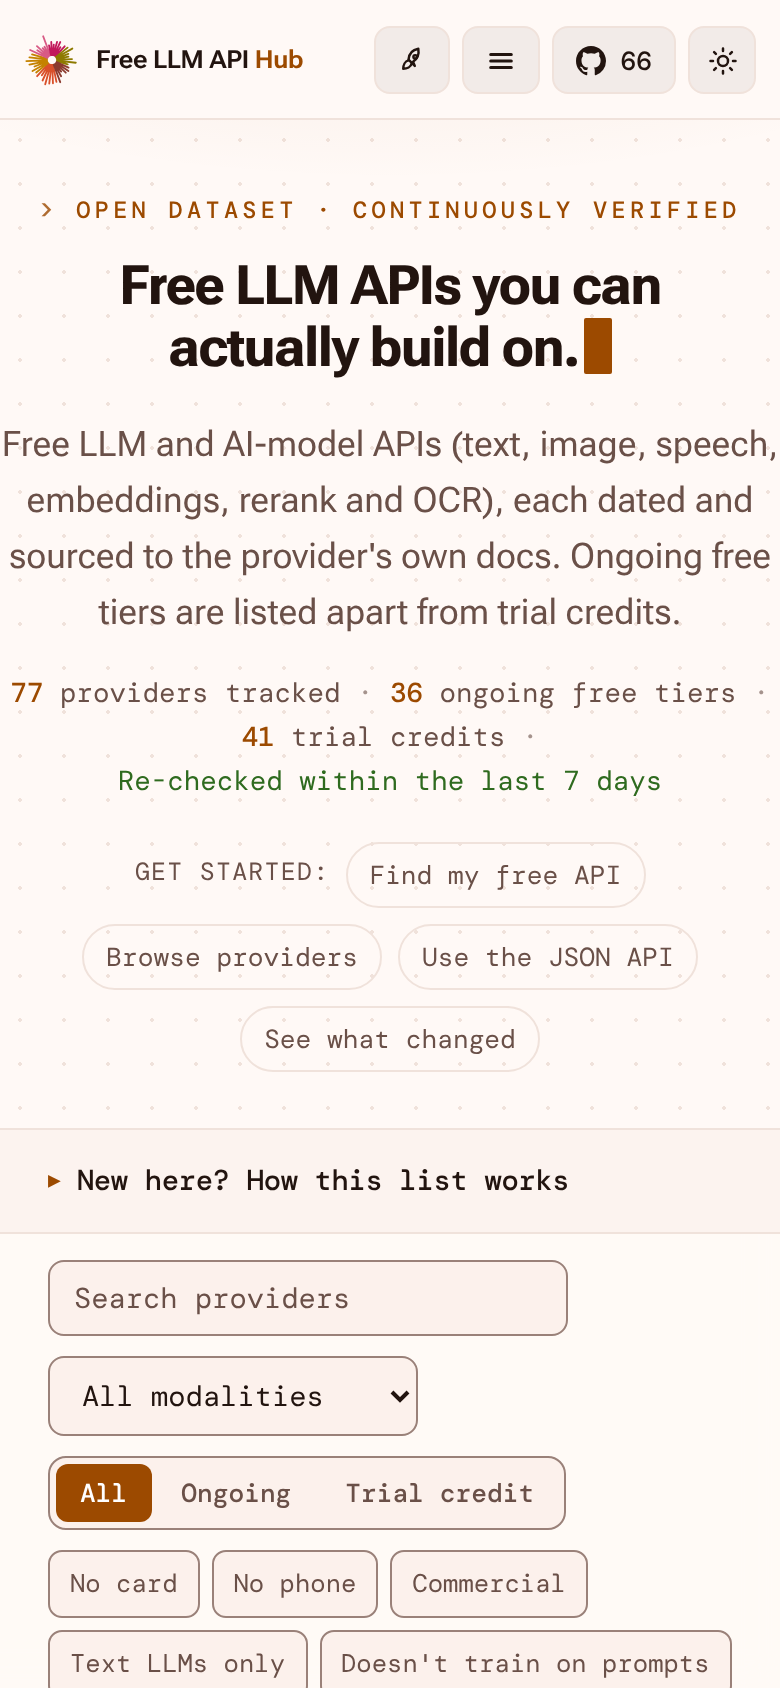 Free LLM API Hub
66
› OPEN DATASET · CONTINUOUSLY VERIFIED
Free LLM APIs you can
actually build on.
Free LLM and AI-model APIs (text, image, speech,
embeddings, rerank and OCR), each dated and
sourced to the provider's own docs. Ongoing free
tiers are listed apart from trial credits.
77 providers tracked · 36 ongoing free tiers ·
41 trial credits ·
Re-checked within the last 7 days
GET STARTED: Find my free API
Browse providers Use the JSON API
See what changed
▸ New here? How this list works
Search providers
All modalities
All Ongoing Trial credit
No card No phone Commercial
Text LLMs only Doesn't train on prompts